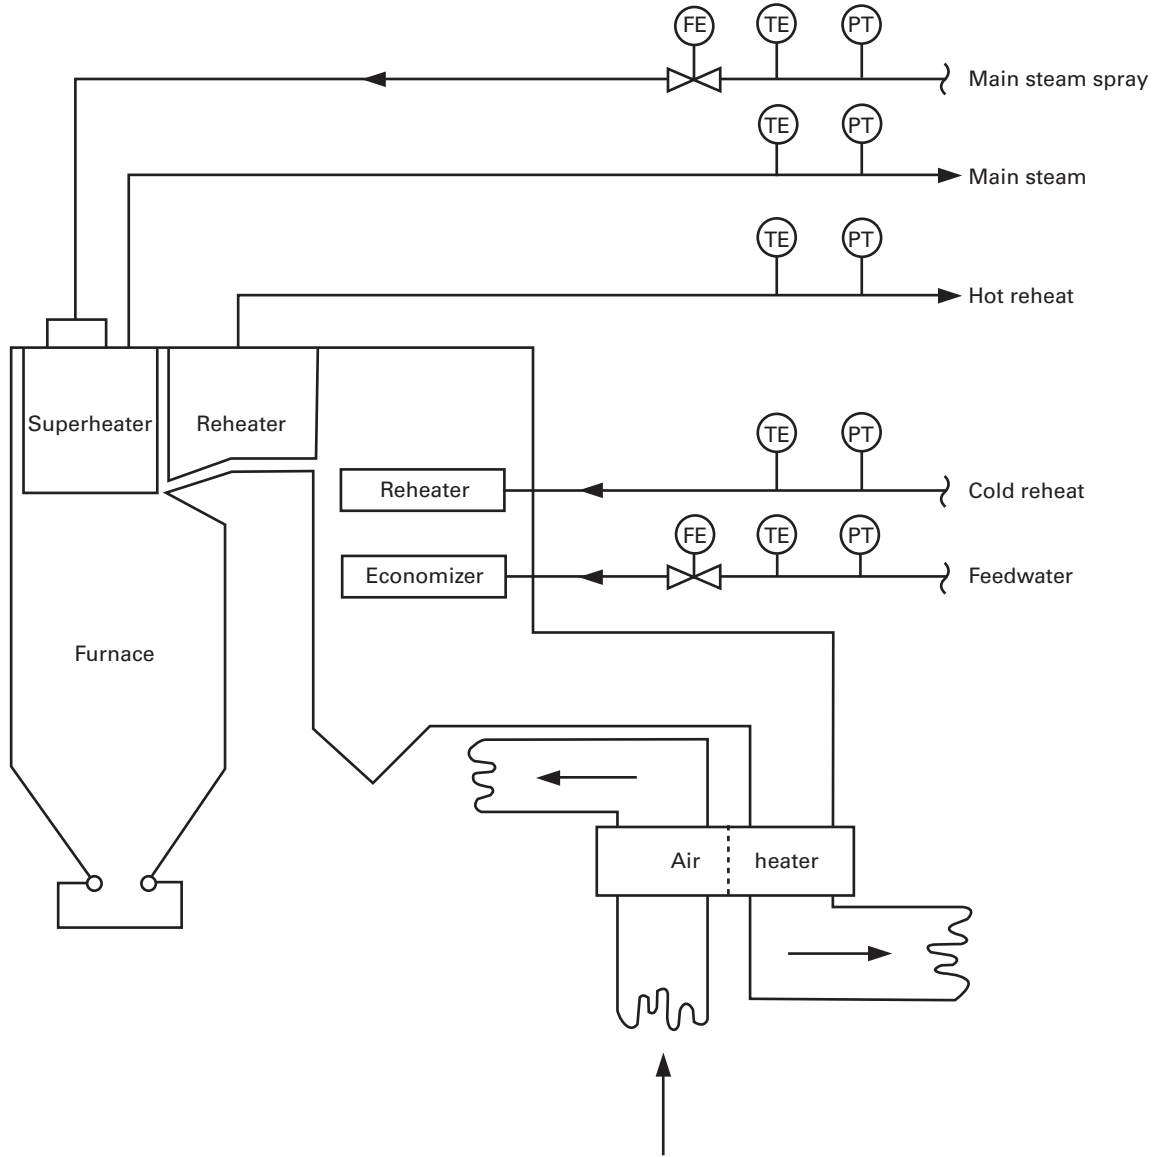 FE TE PT
Main steam spray
TE PT
Main steam
TE PT
Hot reheat
Superheater Reheater
TE PT
Reheater Cold reheat
FE TE PT
Economizer Feedwater
Furnace
Air heater